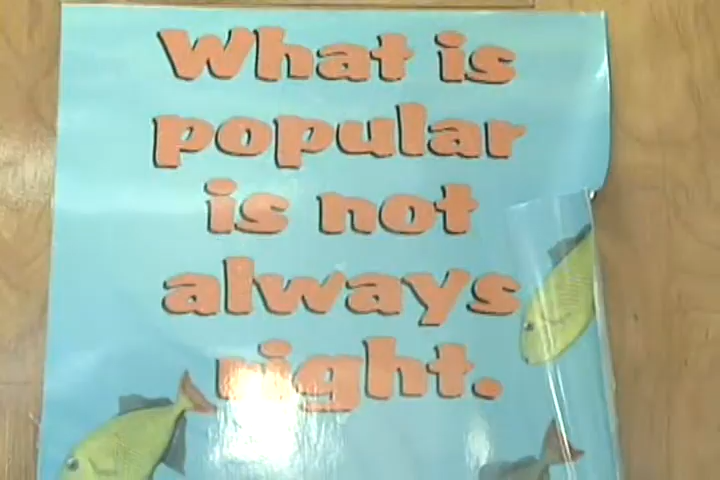 What is
popular
is not
always
right.